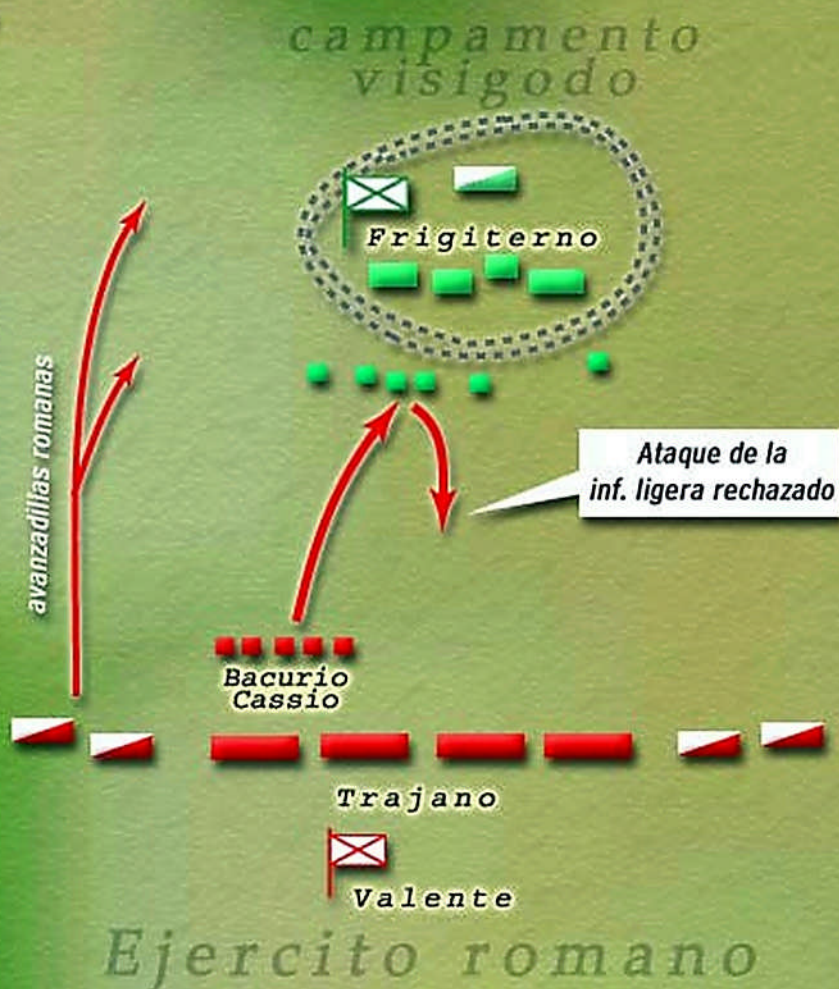 campamento
visigodo
Frigiterno
avanzadillas romanas
Ataque de la
inf. ligera rechazado
Bacurio
Cassio
Trajano
Valente
Ejercito romano